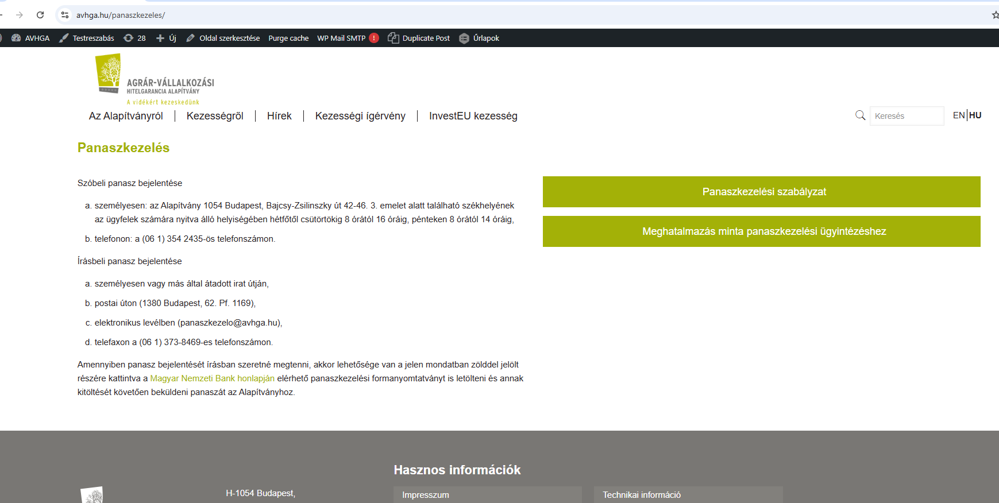 avhga.hu/panaszkezeles/
AVHGA Testreszabás 28 Új Oldal szerkesztése Purge cache WP Mail SMTP ! Duplicate Post Űrlapok
AGRÁR-VÁLLALKOZÁSI
HITELGARANCIA ALAPÍTVÁNY
A vidékért kezeskedünk
Az Alapítványról Kezességről Hírek Kezességi ígérvény InvestEU kezesség Keresés EN HU
Panaszkezelés
Szóbeli panasz bejelentése
a. személyesen: az Alapítvány 1054 Budapest, Bajcsy-Zsilinszky út 42-46. 3. emelet alatt található székhelyének
az ügyfelek számára nyitva álló helyiségében hétfőtől csütörtökig 8 órától 16 óráig, pénteken 8 órától 14 óráig,
b. telefonon: a (06 1) 354 2435-ös telefonszámon.
Írásbeli panasz bejelentése
a. személyesen vagy más által átadott irat útján,
b. postai úton (1380 Budapest, 62. Pf. 1169),
c. elektronikus levélben (panaszkezelo@avhga.hu),
d. telefaxon a (06 1) 373-8469-es telefonszámon.
Amennyiben panasz bejelentését írásban szeretné megtenni, akkor lehetősége van a jelen mondatban zölddel jelölt
részére kattintva a Magyar Nemzeti Bank honlapján elérhető panaszkezelési formanyomtatványt is letölteni és annak
kitöltését követően beküldeni panaszát az Alapítványhoz.
Panaszkezelési szabályzat
Meghatalmazás minta panaszkezelési ügyintézéshez
H-1054 Budapest,
Hasznos információk
Impresszum
Technikai információ